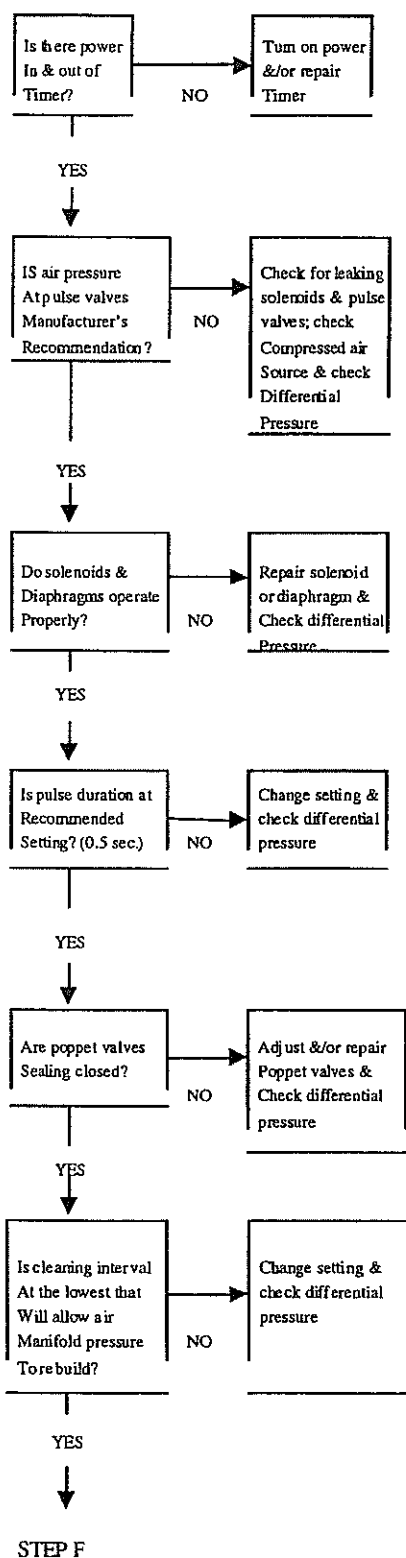 Is there power
In & out of
Timer?
NO
Turn on power
&/or repair
Timer
YES
IS air pressure
At pulse valves
Manufacturer's
Recommendation?
NO
Check for leaking
solenoids & pulse
valves; check
Compressed air
Source & check
Differential
Pressure
YES
Do solenoids &
Diaphragms operate
Properly?
NO
Repair solenoid
or diaphragm &
Check differential
Pressure
YES
Is pulse duration at
Recommended
Setting? (0.5 sec.)
NO
Change setting &
check differential
pressure
YES
Are poppet valves
Sealing closed?
NO
Adjust &/or repair
Poppet valves &
Check differential
pressure
YES
Is cleaning interval
At the lowest that
Will allow air
Manifold pressure
To rebuild?
NO
Change setting &
check differential
pressure
YES
STEP F